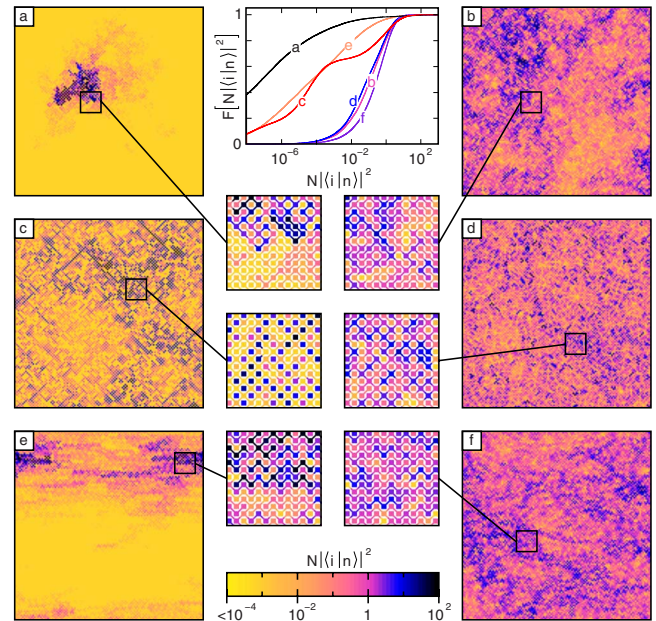 a
b
F[N|⟨i|n⟩|²]
1
0
a
e
c
d
b
f
10⁻⁶
10⁻²
10²
N|⟨i|n⟩|²
c
d
e
f
N|⟨i|n⟩|²
<10⁻⁴
10⁻²
1
10²